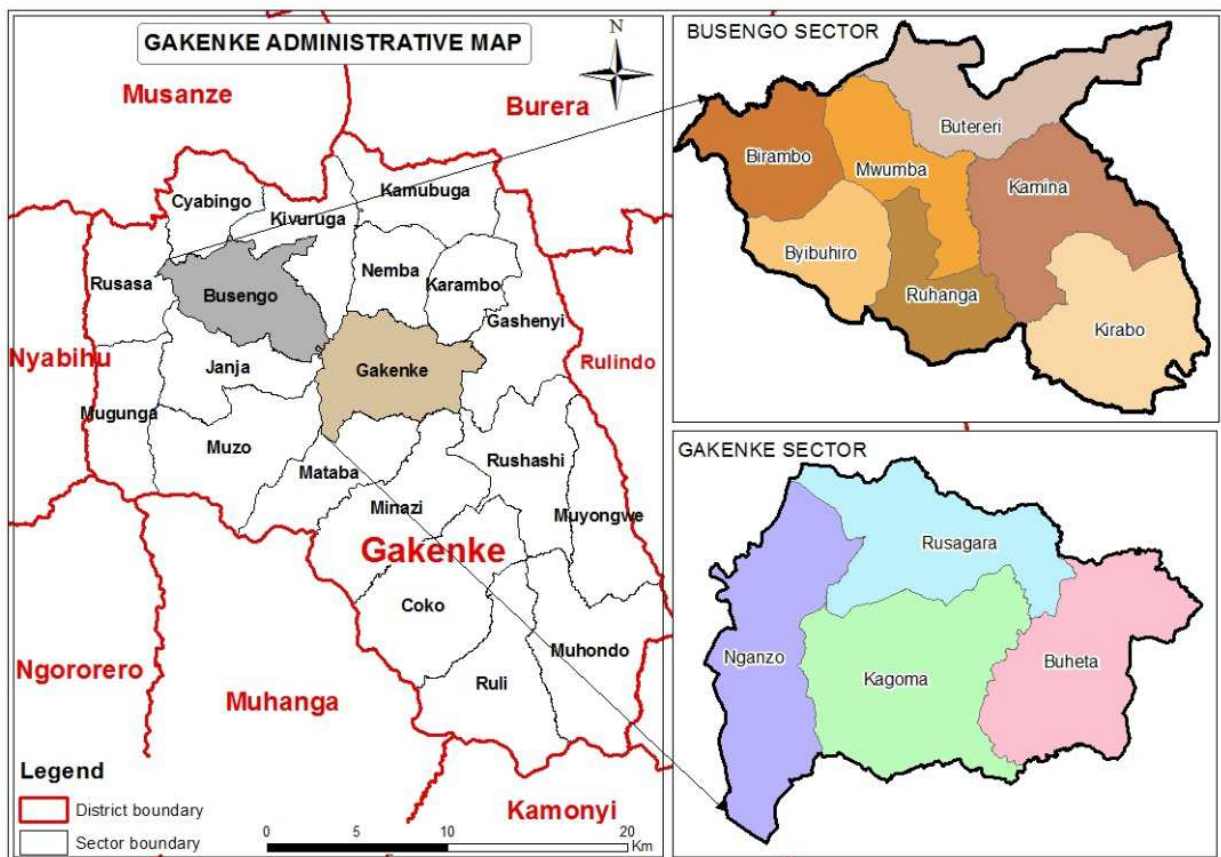 GAKENKE ADMINISTRATIVE MAP
N
Musanze
Burera
Kamubuga
Cyabingo
Kivuruga
Rusasa
Nemba
Karambo
Busengo
Gashenyi
Nyabihu
Janja
Gakenke
Rulindo
Mugunga
Muzo
Mataba
Rushashi
Minazi
Muyongwe
Gakenke
Coko
Muhondo
Ngororero
Ruli
Muhanga
Kamonyi
Legend
District boundary
Sector boundary
0 5 10 20
Km
BUSENGO SECTOR
Butereri
Birambo
Mwumba
Kamina
Byibuhiro
Ruhanga
Kirabo
GAKENKE SECTOR
Rusagara
Nganzo
Kagoma
Buheta